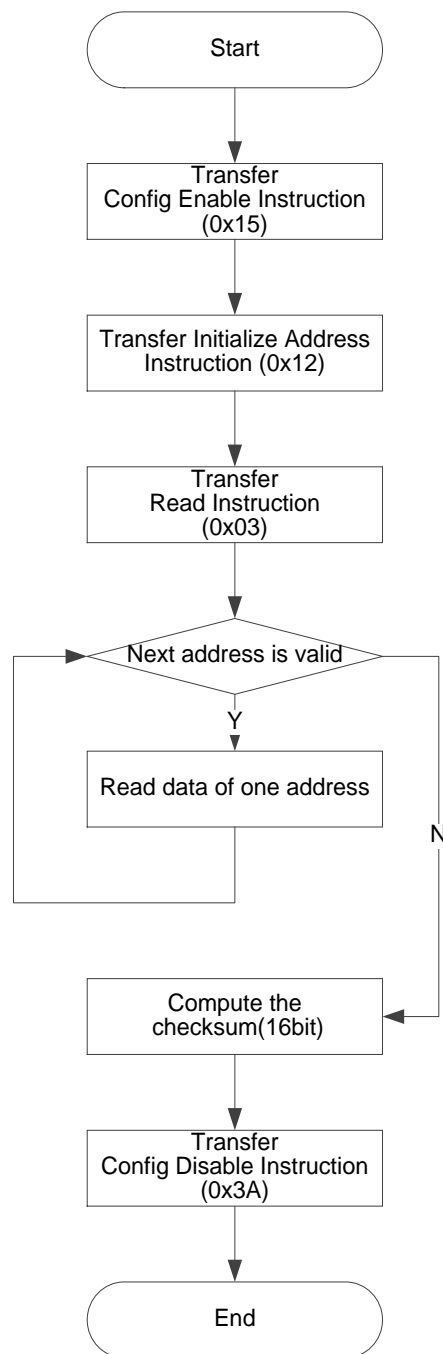 Start
Transfer
Config Enable Instruction
(0x15)
Transfer Initialize Address
Instruction (0x12)
Transfer
Read Instruction
(0x03)
Next address is valid
Y
Read data of one address
N
Compute the
checksum(16bit)
Transfer
Config Disable Instruction
(0x3A)
End